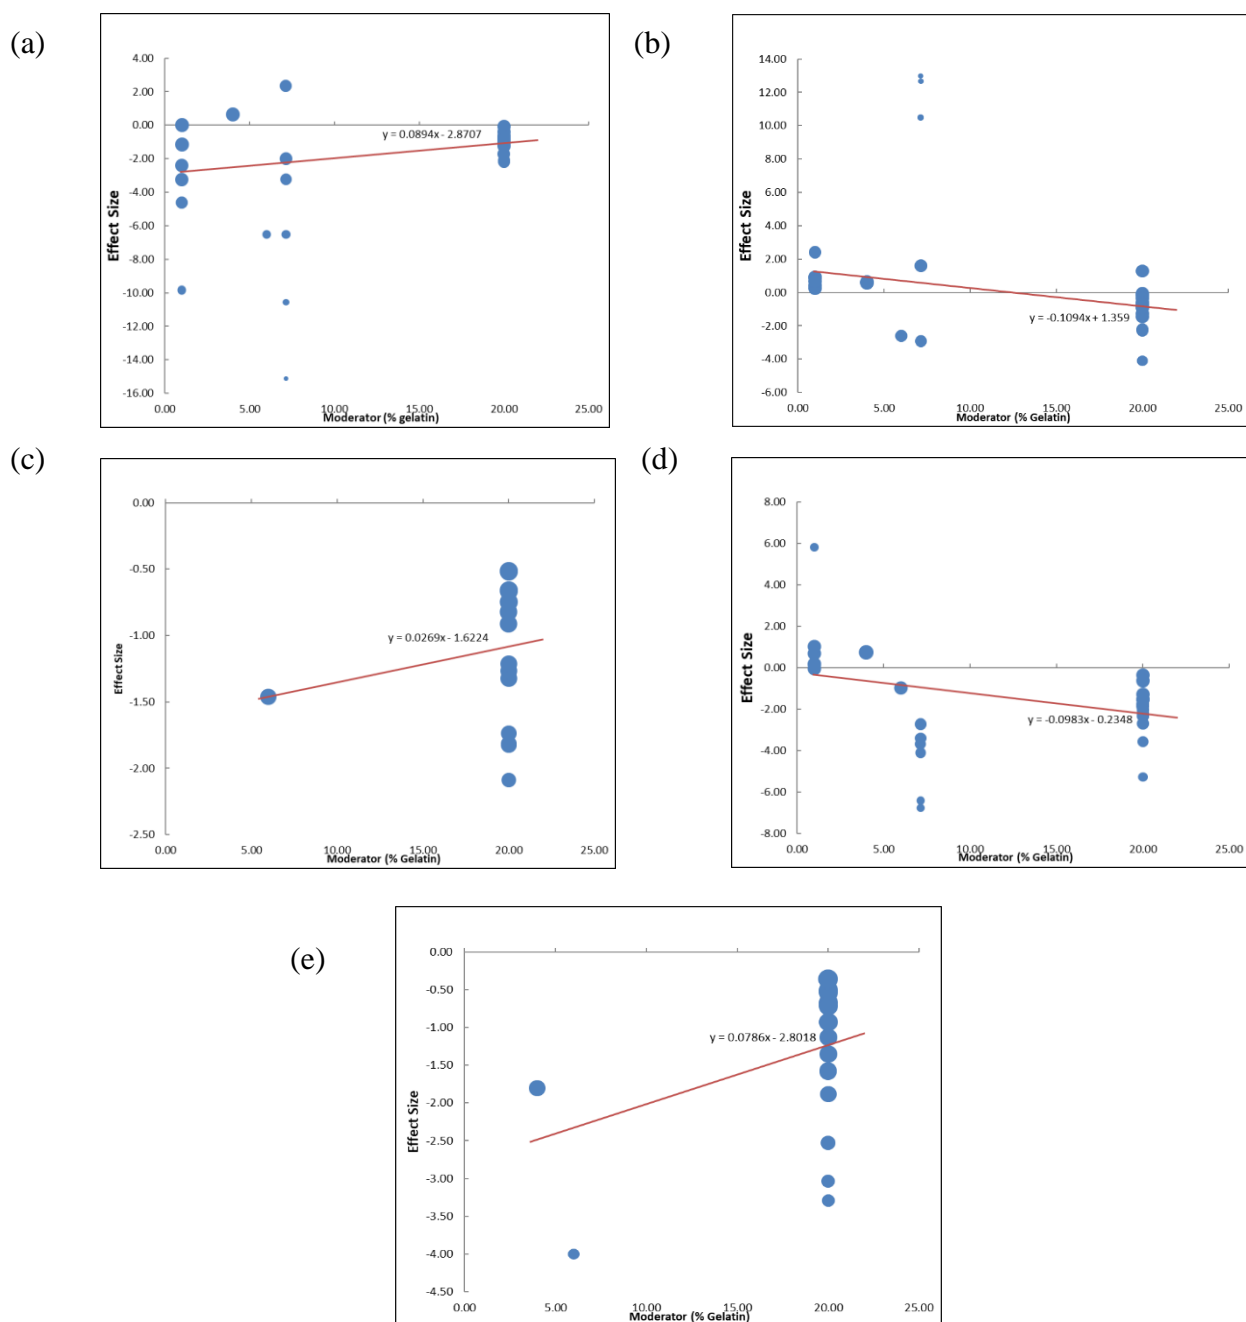 (a)
4.00
2.00
0.00
-2.00
-4.00
-6.00
-8.00
-10.00
-12.00
-14.00
-16.00
Effect Size
y = 0.0894x - 2.8707
0.00 5.00 10.00 15.00 20.00 25.00
Moderator (% gelatin)
(b)
14.00
12.00
10.00
8.00
6.00
4.00
2.00
0.00
-2.00
-4.00
-6.00
Effect Size
y = -0.1094x + 1.359
0.00 5.00 10.00 15.00 20.00 25.00
Moderator (% Gelatin)
(c)
0.00
-0.50
-1.00
-1.50
-2.00
-2.50
Effect Size
y = 0.0269x - 1.6224
0.00 5.00 10.00 15.00 20.00 25.00
Moderator (% Gelatin)
(d)
8.00
6.00
4.00
2.00
0.00
-2.00
-4.00
-6.00
-8.00
Effect Size
y = -0.0983x - 0.2348
0.00 5.00 10.00 15.00 20.00 25.00
Moderator (% Gelatin)
(e)
0.00
-0.50
-1.00
-1.50
-2.00
-2.50
-3.00
-3.50
-4.00
-4.50
Effect Size
y = 0.0786x - 2.8018
0.00 5.00 10.00 15.00 20.00 25.00
Moderator (% Gelatin)